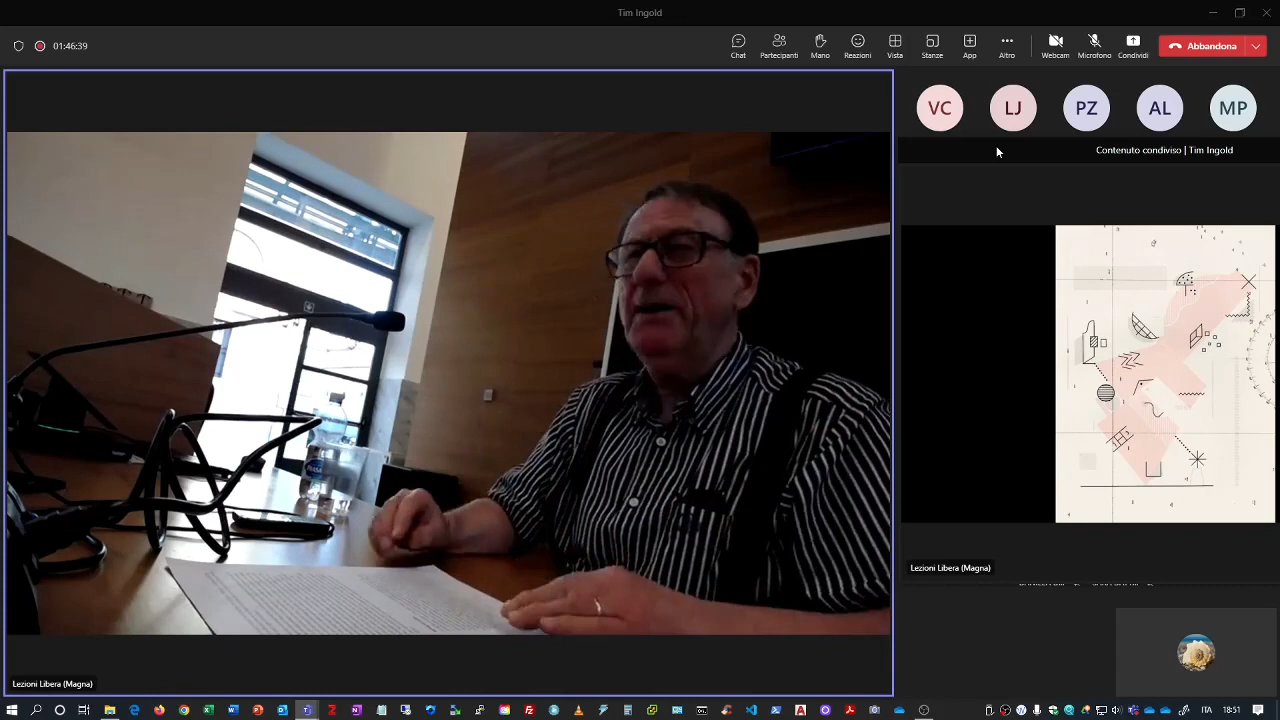 Tim Ingold
01:46:39
Chat
Partecipanti
Mano
Reazioni
Vista
Stanze
App
Altro
Webcam
Microfono
Condividi
Abbandona
VC
LJ
PZ
AL
MP
Contenuto condiviso | Tim Ingold
Lezioni Libera (Magna)
Lezioni Libera (Magna)
18:51